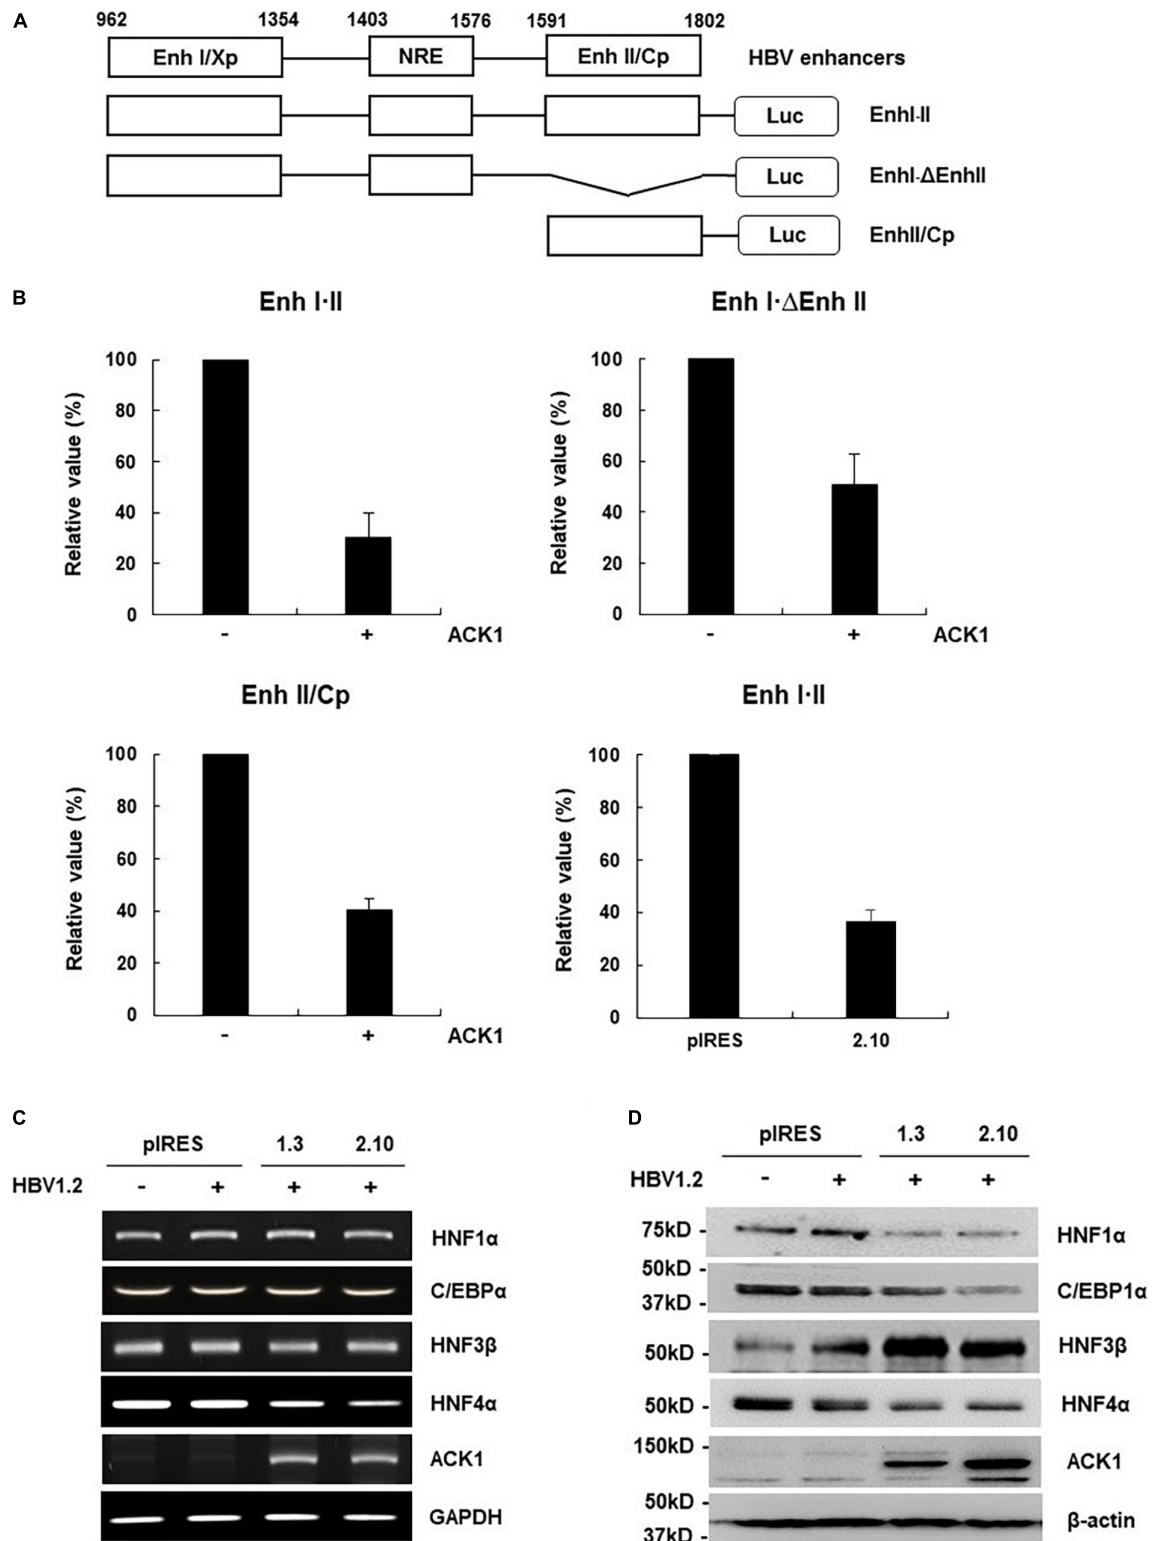 A
962 1354 1403 1576 1591 1802
Enh I/Xp NRE Enh II/Cp HBV enhancers
Luc EnhI-II
Luc EnhI-ΔEnhII
Luc EnhII/Cp
B
Enh I·II
Relative value (%)
100
80
60
40
20
0
- + ACK1
Enh I·ΔEnh II
Relative value (%)
100
80
60
40
20
0
- + ACK1
Enh II/Cp
Relative value (%)
100
80
60
40
20
0
- + ACK1
Enh I·II
Relative value (%)
100
80
60
40
20
0
pIRES 2.10
C
pIRES 1.3 2.10
HBV1.2 - + + +
HNF1α
C/EBPα
HNF3β
HNF4α
ACK1
GAPDH
D
pIRES 1.3 2.10
HBV1.2 - + + +
75kD - HNF1α
50kD -
37kD - C/EBP1α
50kD - HNF3β
50kD - HNF4α
150kD - ACK1
50kD -
37kD - β-actin